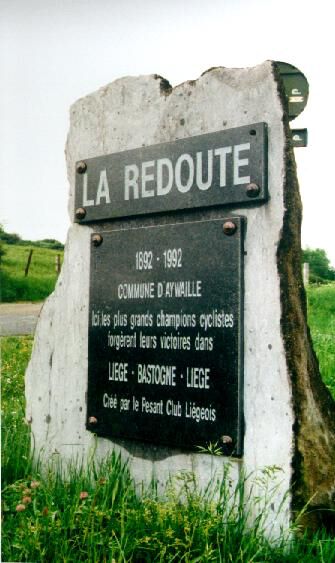 LA REDOUTE
1892 - 1992
COMMUNE D'AYWAILLE
Ici les plus grands champions cyclistes
forgèrent leurs victoires dans
LIEGE - BASTOGNE - LIEGE
Créé par le Pesant Club Liégeois